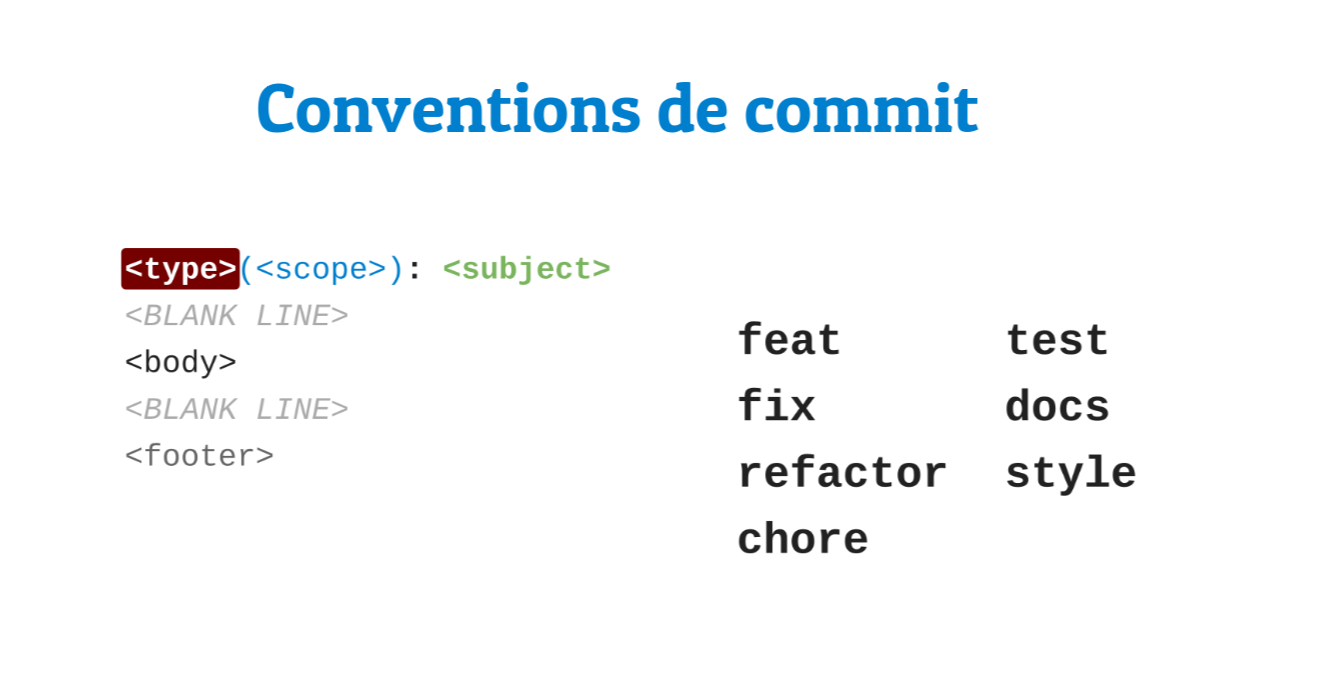 Conventions de commit
<type>(<scope>): <subject>
<BLANK LINE>
<body>
<BLANK LINE>
<footer>
feat
fix
refactor
chore
test
docs
style